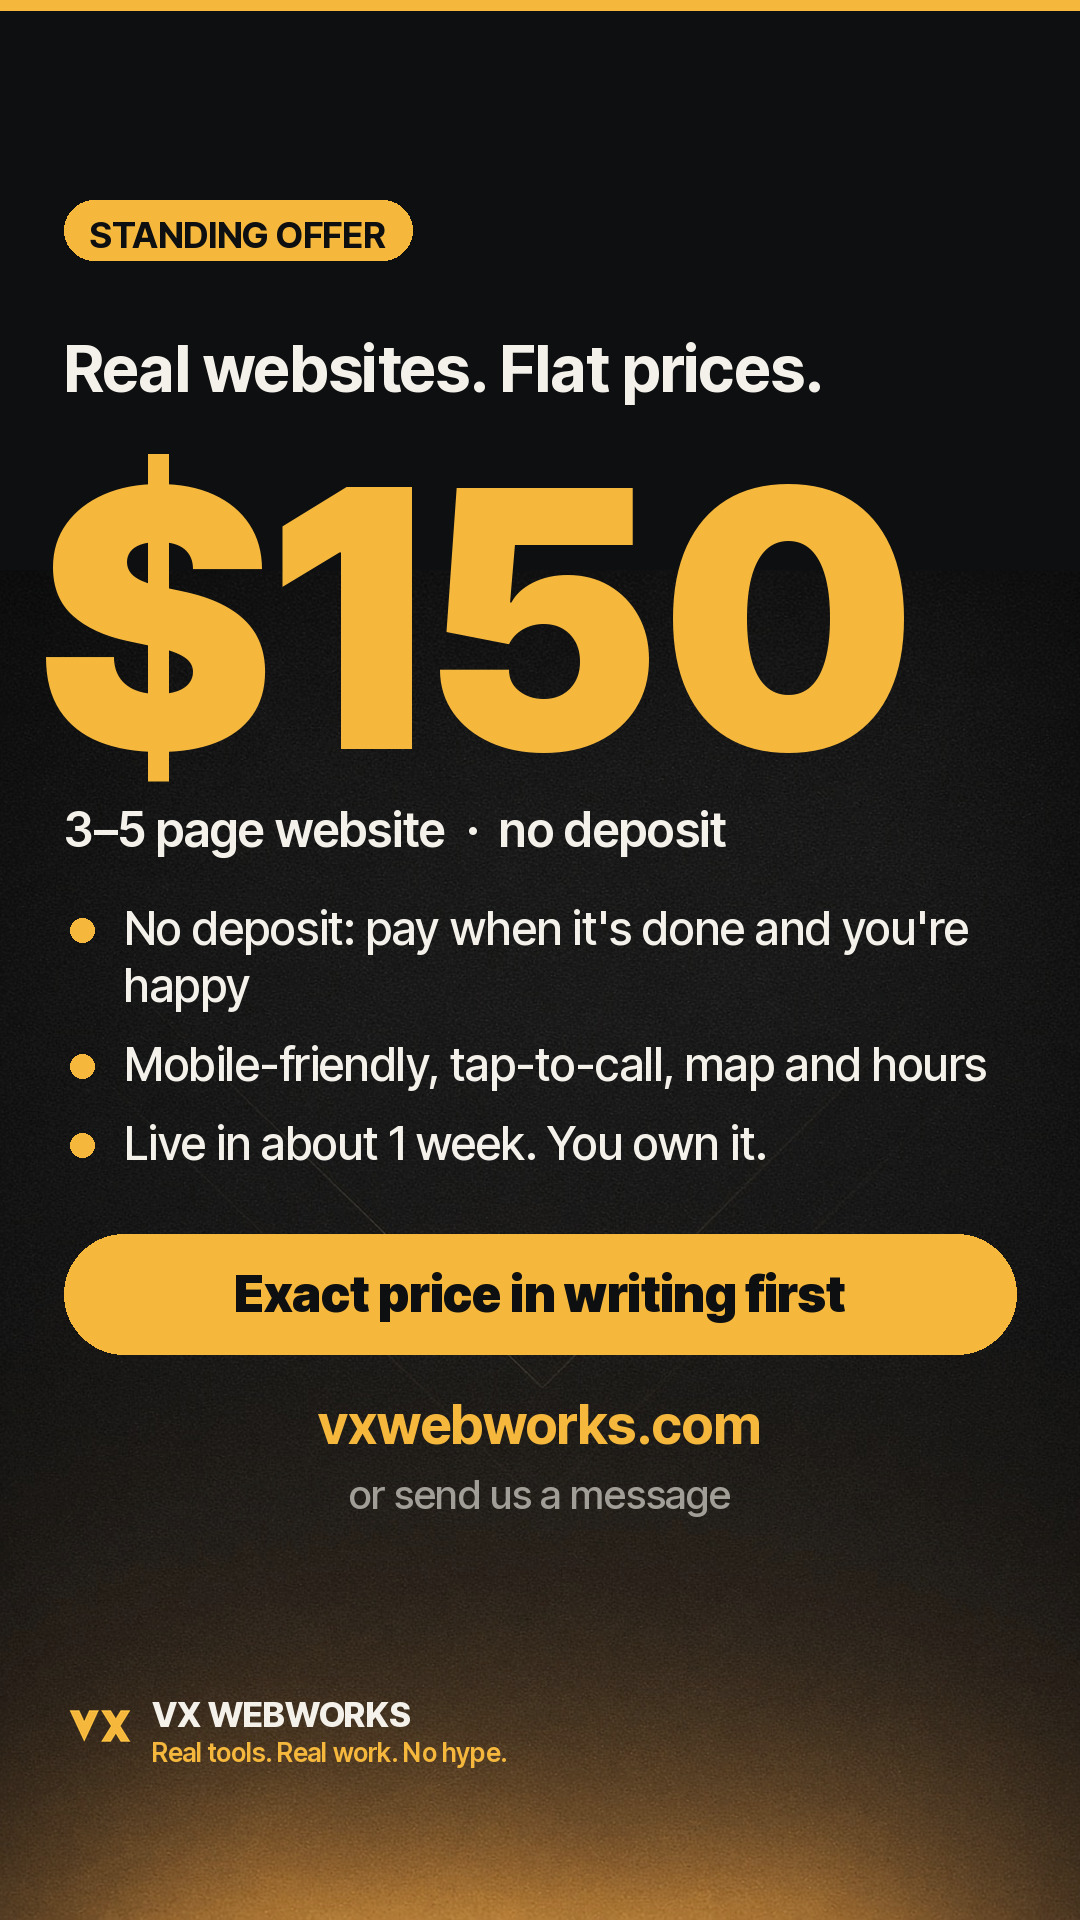 STANDING OFFER
Real websites. Flat prices.
$150
3–5 page website · no deposit
No deposit: pay when it's done and you're
happy
Mobile-friendly, tap-to-call, map and hours
Live in about 1 week. You own it.
Exact price in writing first
vxwebworks.com
or send us a message
VX
VX WEBWORKS
Real tools. Real work. No hype.